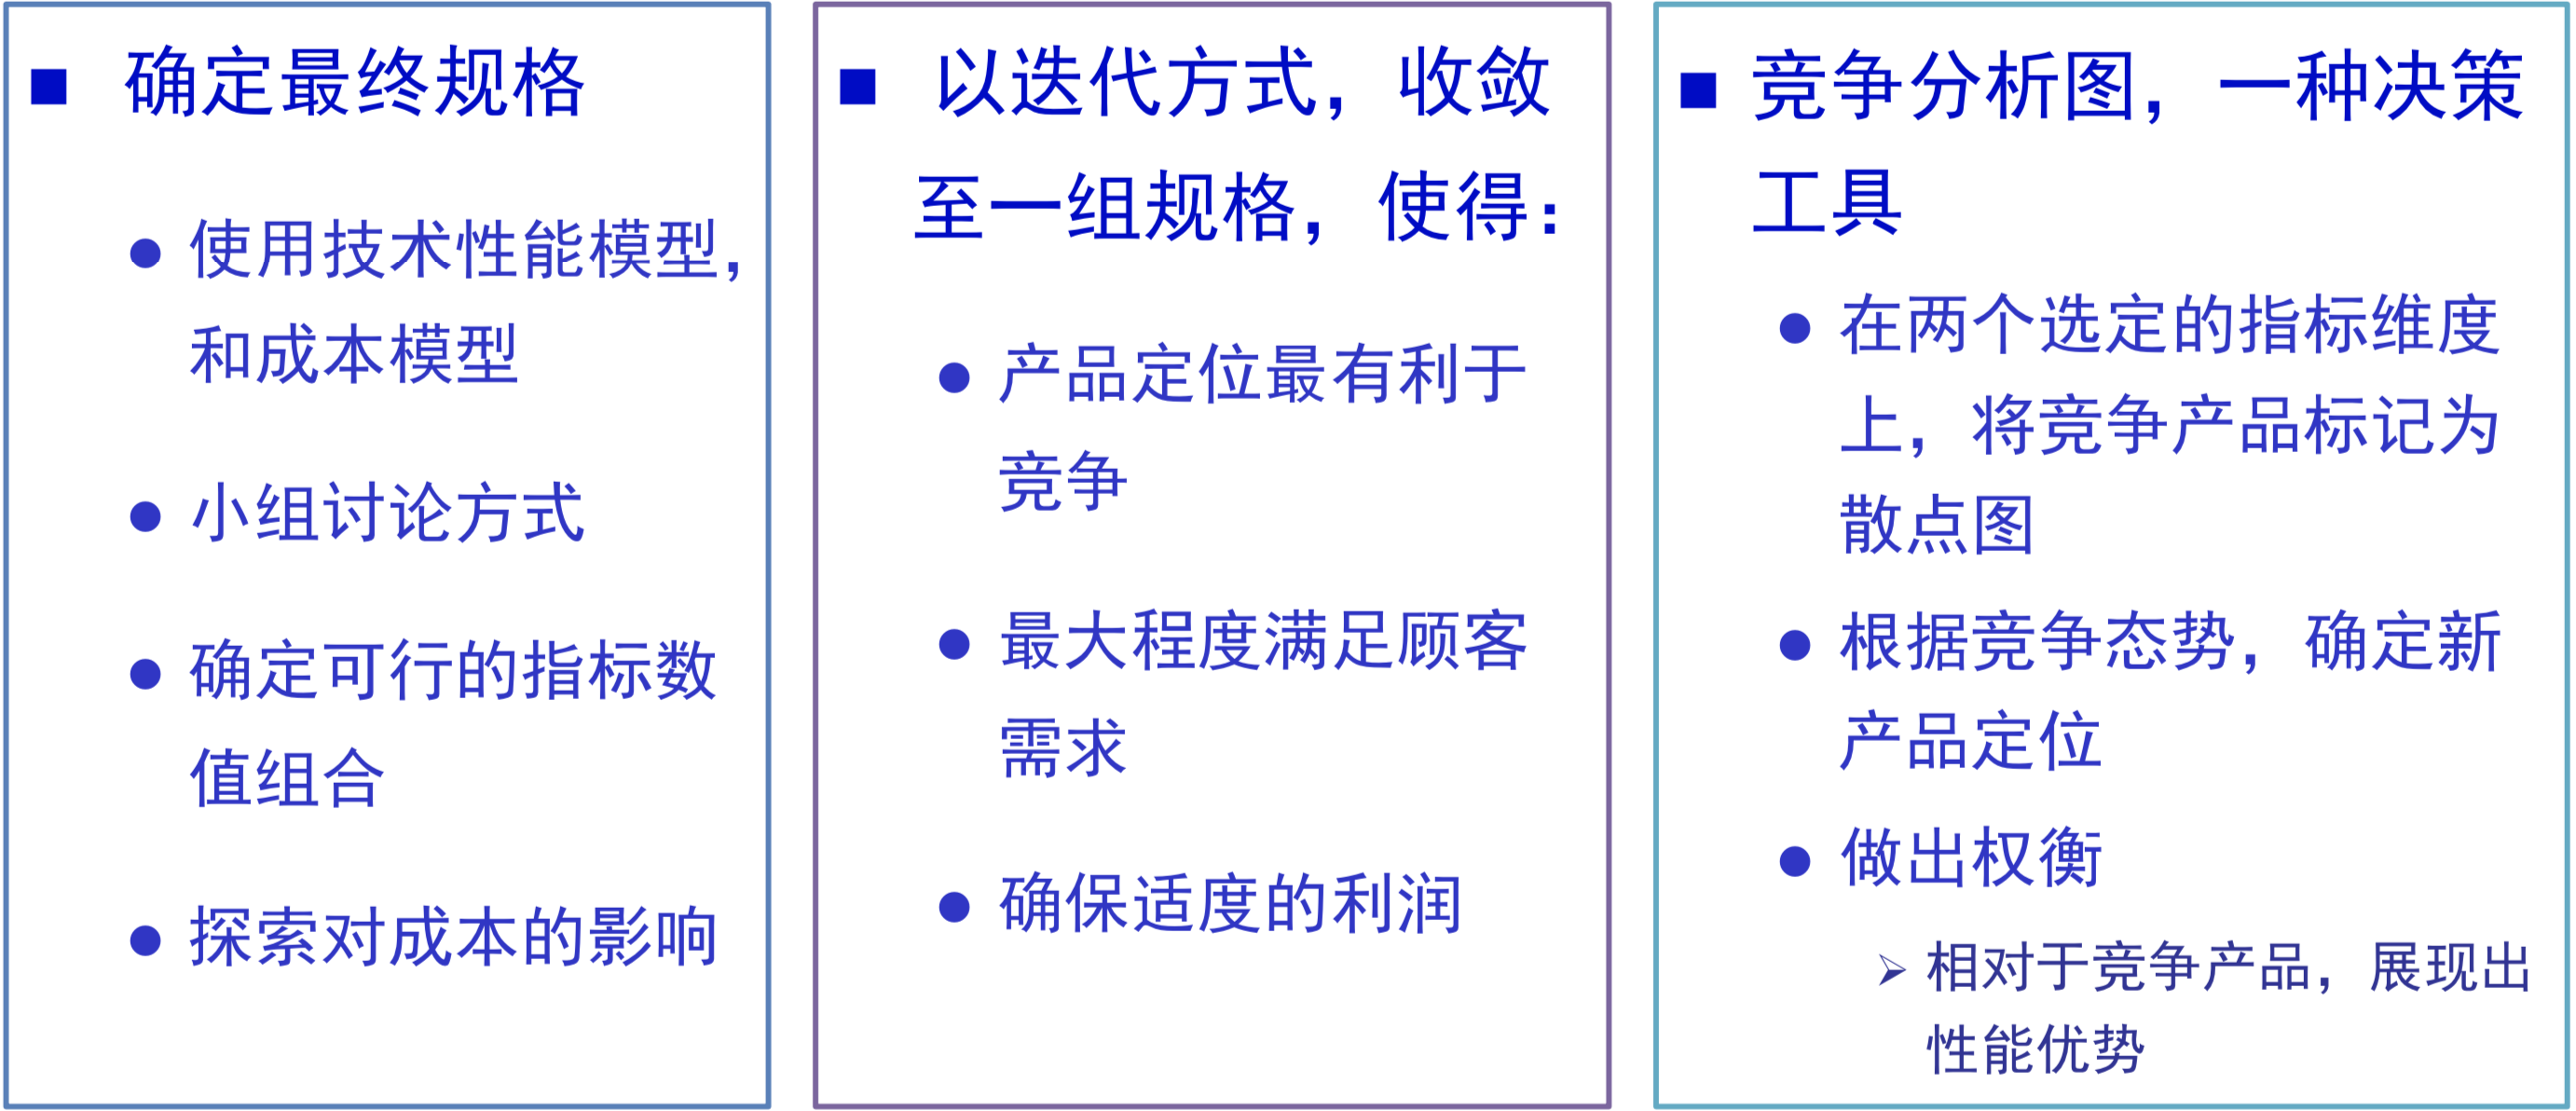 ■ 确定最终规格
● 使用技术性能模型，
和成本模型
● 小组讨论方式
● 确定可行的指标数
值组合
● 探索对成本的影响
■ 以迭代方式，收敛
至一组规格，使得：
● 产品定位最有利于
竞争
● 最大程度满足顾客
需求
● 确保适度的利润
■ 竞争分析图，一种决策
工具
● 在两个选定的指标维度
上，将竞争产品标记为
散点图
● 根据竞争态势，确定新
产品定位
● 做出权衡
➢ 相对于竞争产品，展现出
性能优势